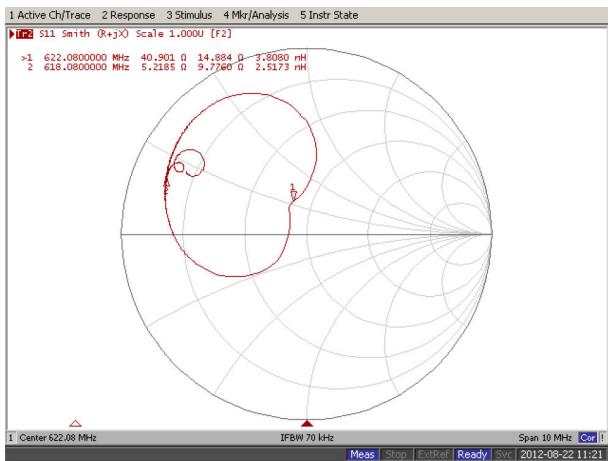 1 Active Ch/Trace 2 Response 3 Stimulus 4 Mkr/Analysis 5 Instr State
Tr2 S11 Smith (R+jX) Scale 1.000U [F2]
>1 622.0800000 MHz 40.901 Ω 14.884 Ω 3.8080 nH
2 618.0800000 MHz 5.2185 Ω 9.7760 Ω 2.5173 nH
1
1 Center 622.08 MHz IFBW 70 kHz Span 10 MHz Cor !
Meas Stop ExtRef Ready Svc 2012-08-22 11:21